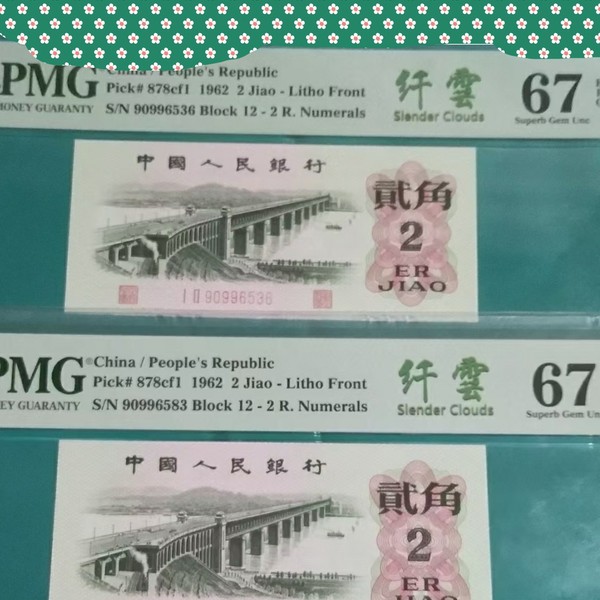 PMG
China / People's Republic
MONEY GUARANTY
Pick# 878cf1 1962 2 Jiao - Litho Front
S/N 90996536 Block 12 - 2 R. Numerals
纤雲
Slender Clouds
67
Superb Gem Unc
中國人民銀行
貳角
2
ER
JIAO
I II 90996536
PMG
EY GUARANTY
China / People's Republic
Pick# 878cf1 1962 2 Jiao - Litho Front
S/N 90996583 Block 12 - 2 R. Numerals
纤雲
Slender Clouds
67
Superb Gem Un
中國人民銀行
貳角
2
ER